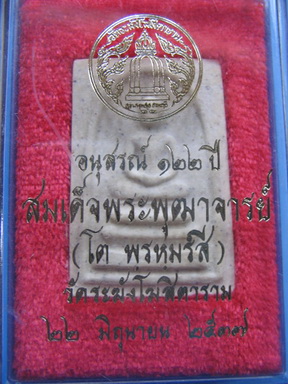 อนุสรณ์ ๑๒๒ ปี
สมเด็จพระพุฒาจารย์
(โต พรหมรังสี)
วัดระฆังโฆสิตาราม
๒๒ มิถุนายน ๒๕๓๗